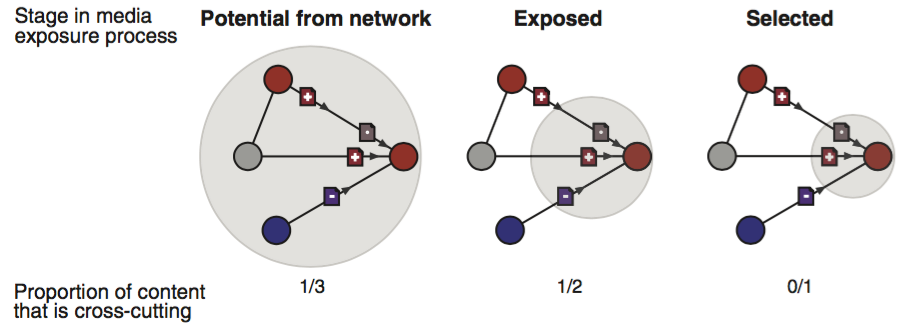 Stage in media
exposure process
Potential from network
Exposed
Selected
+
+
-
+
+
-
+
+
-
Proportion of content
that is cross-cutting
1/3
1/2
0/1